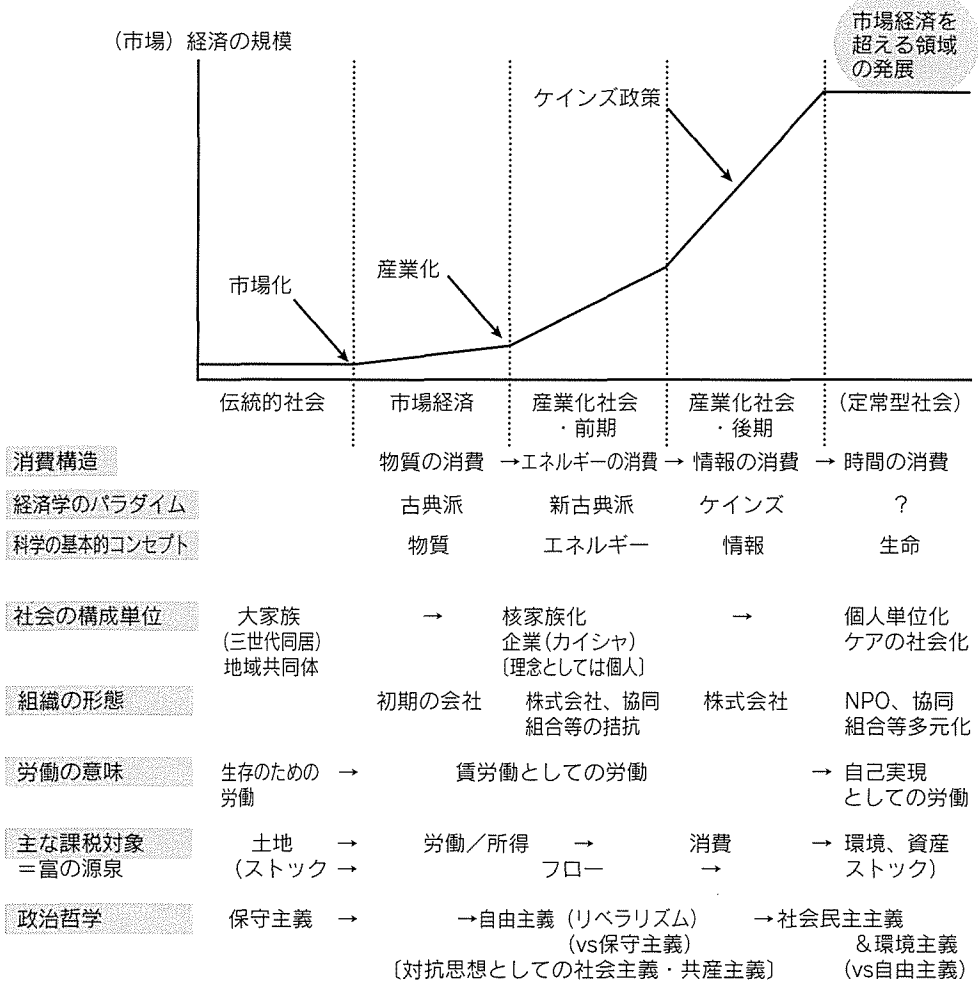 市場経済を
超える領域
の発展
（市場）経済の規模
ケインズ政策
産業化
市場化
伝統的社会 市場経済 産業化社会・前期 産業化社会・後期 （定常型社会）
消費構造 物質の消費 →エネルギーの消費 → 情報の消費 → 時間の消費
経済学のパラダイム 古典派 新古典派 ケインズ ？
科学の基本的コンセプト 物質 エネルギー 情報 生命
社会の構成単位 大家族 → 核家族化 → 個人単位化
（三世代同居） 企業（カイシャ） ケアの社会化
地域共同体 〔理念としては個人〕
組織の形態 初期の会社 株式会社、協同 株式会社 NPO、協同
組合等の拮抗 組合等多元化
労働の意味 生存のための → 賃労働としての労働 → 自己実現
労働 としての労働
主な課税対象 土地 → 労働／所得 → 消費 → 環境、資産
＝富の源泉 （ストック → フロー → ストック）
政治哲学 保守主義 → →自由主義（リベラリズム） →社会民主主義
（vs保守主義） ＆環境主義
〔対抗思想としての社会主義・共産主義〕 （vs自由主義）